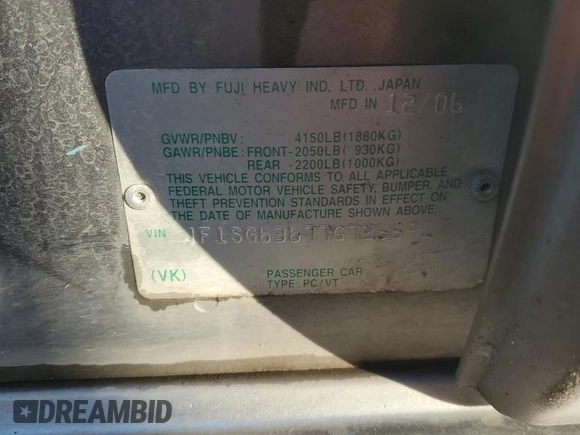 MFD BY FUJI HEAVY IND. LTD. JAPAN
MFD IN 12/06
GVWR/PNBV: 4150LB(1880KG)
GAWR/PNBE: FRONT-2050LB( 930KG)
REAR -2200LB(1000KG)
THIS VEHICLE CONFORMS TO ALL APPLICABLE
FEDERAL MOTOR VEHICLE SAFETY, BUMPER, AND
THEFT PREVENTION STANDARDS IN EFFECT ON
THE DATE OF MANUFACTURE SHOWN ABOVE.
VIN
(VK) PASSENGER CAR
TYPE PC/VT
DREAMBID